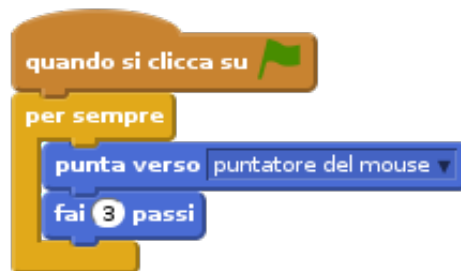 quando si clicca su
per sempre
punta verso puntatore del mouse
fai 3 passi